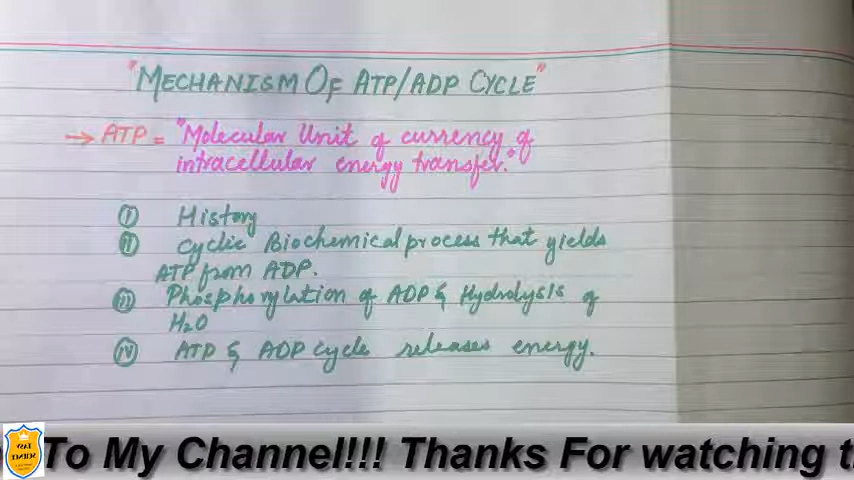 "MECHANISM OF ATP/ADP CYCLE"
→ ATP = "Molecular Unit of currency of
intracellular energy transfer."
(i) History
(ii) Cyclic Biochemical process that yields
ATP from ADP.
(iii) Phosphorylation of ADP & Hydrolysis of
H2O
(iv) ATP & ADP cycle releases energy.
To My Channel!!! Thanks For watching t